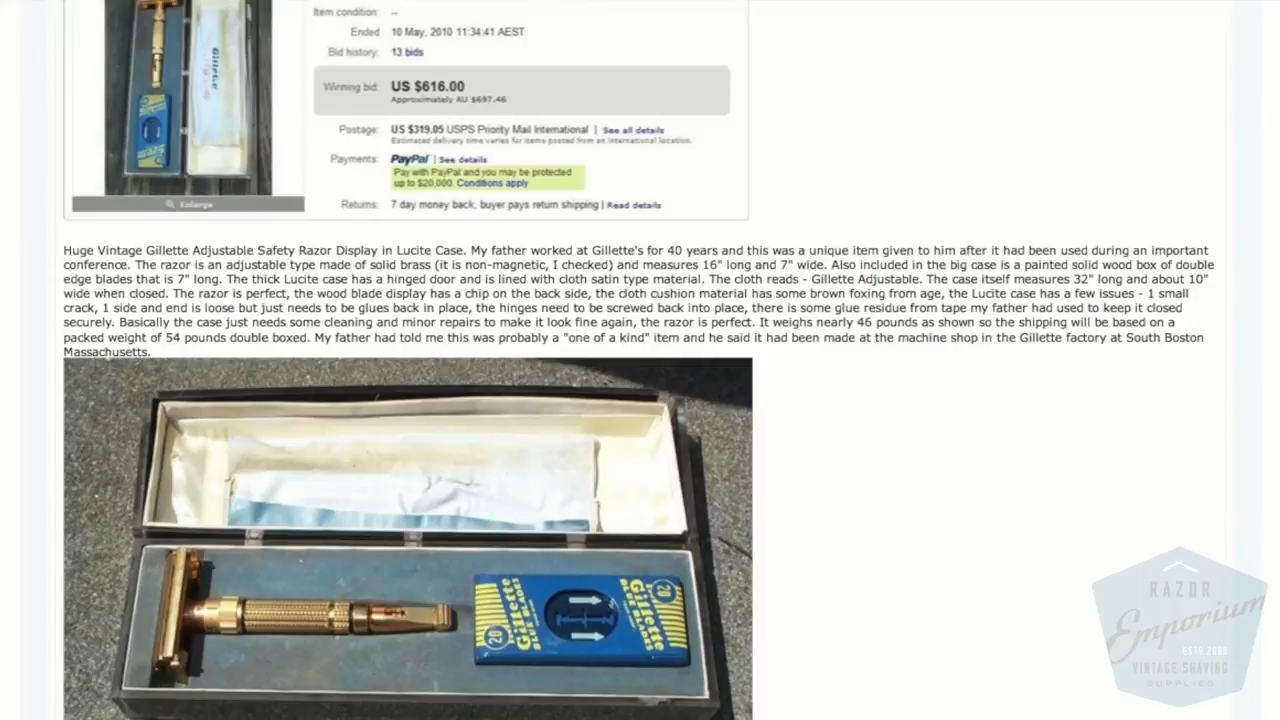 Item condition: --
Ended 10 May, 2010 11:34:41 AEST
Bid history: 13 bids
Winning bid: US $616.00
Approximately AU $697.46
Postage: US $319.05 USPS Priority Mail International | See all details
Estimated delivery time varies for items posted from an international location.
Payments: PayPal | See details
Pay with PayPal and you may be protected
up to $20,000. Conditions apply
Enlarge
Returns: 7 day money back, buyer pays return shipping | Read details
Huge Vintage Gillette Adjustable Safety Razor Display in Lucite Case. My father worked at Gillette's for 40 years and this was a unique item given to him after it had been used during an important
conference. The razor is an adjustable type made of solid brass (it is non-magnetic, I checked) and measures 16" long and 7" wide. Also included in the big case is a painted solid wood box of double
edge blades that is 7" long. The thick Lucite case has a hinged door and is lined with cloth satin type material. The cloth reads - Gillette Adjustable. The case itself measures 32" long and about 10"
wide when closed. The razor is perfect, the wood blade display has a chip on the back side, the cloth cushion material has some brown foxing from age, the Lucite case has a few issues - 1 small
crack, 1 side and end is loose but just needs to be glues back in place, the hinges need to be screwed back into place, there is some glue residue from tape my father had used to keep it closed
securely. Basically the case just needs some cleaning and minor repairs to make it look fine again, the razor is perfect. It weighs nearly 46 pounds as shown so the shipping will be based on a
packed weight of 54 pounds double boxed. My father had told me this was probably a "one of a kind" item and he said it had been made at the machine shop in the Gillette factory at South Boston
Massachusetts.
20
Gillette
BLUE BLADES
Gillette
BLUE BLADES
20
RAZOR
Emporium
ESTD 2009
VINTAGE SHAVING
SUPPLIES